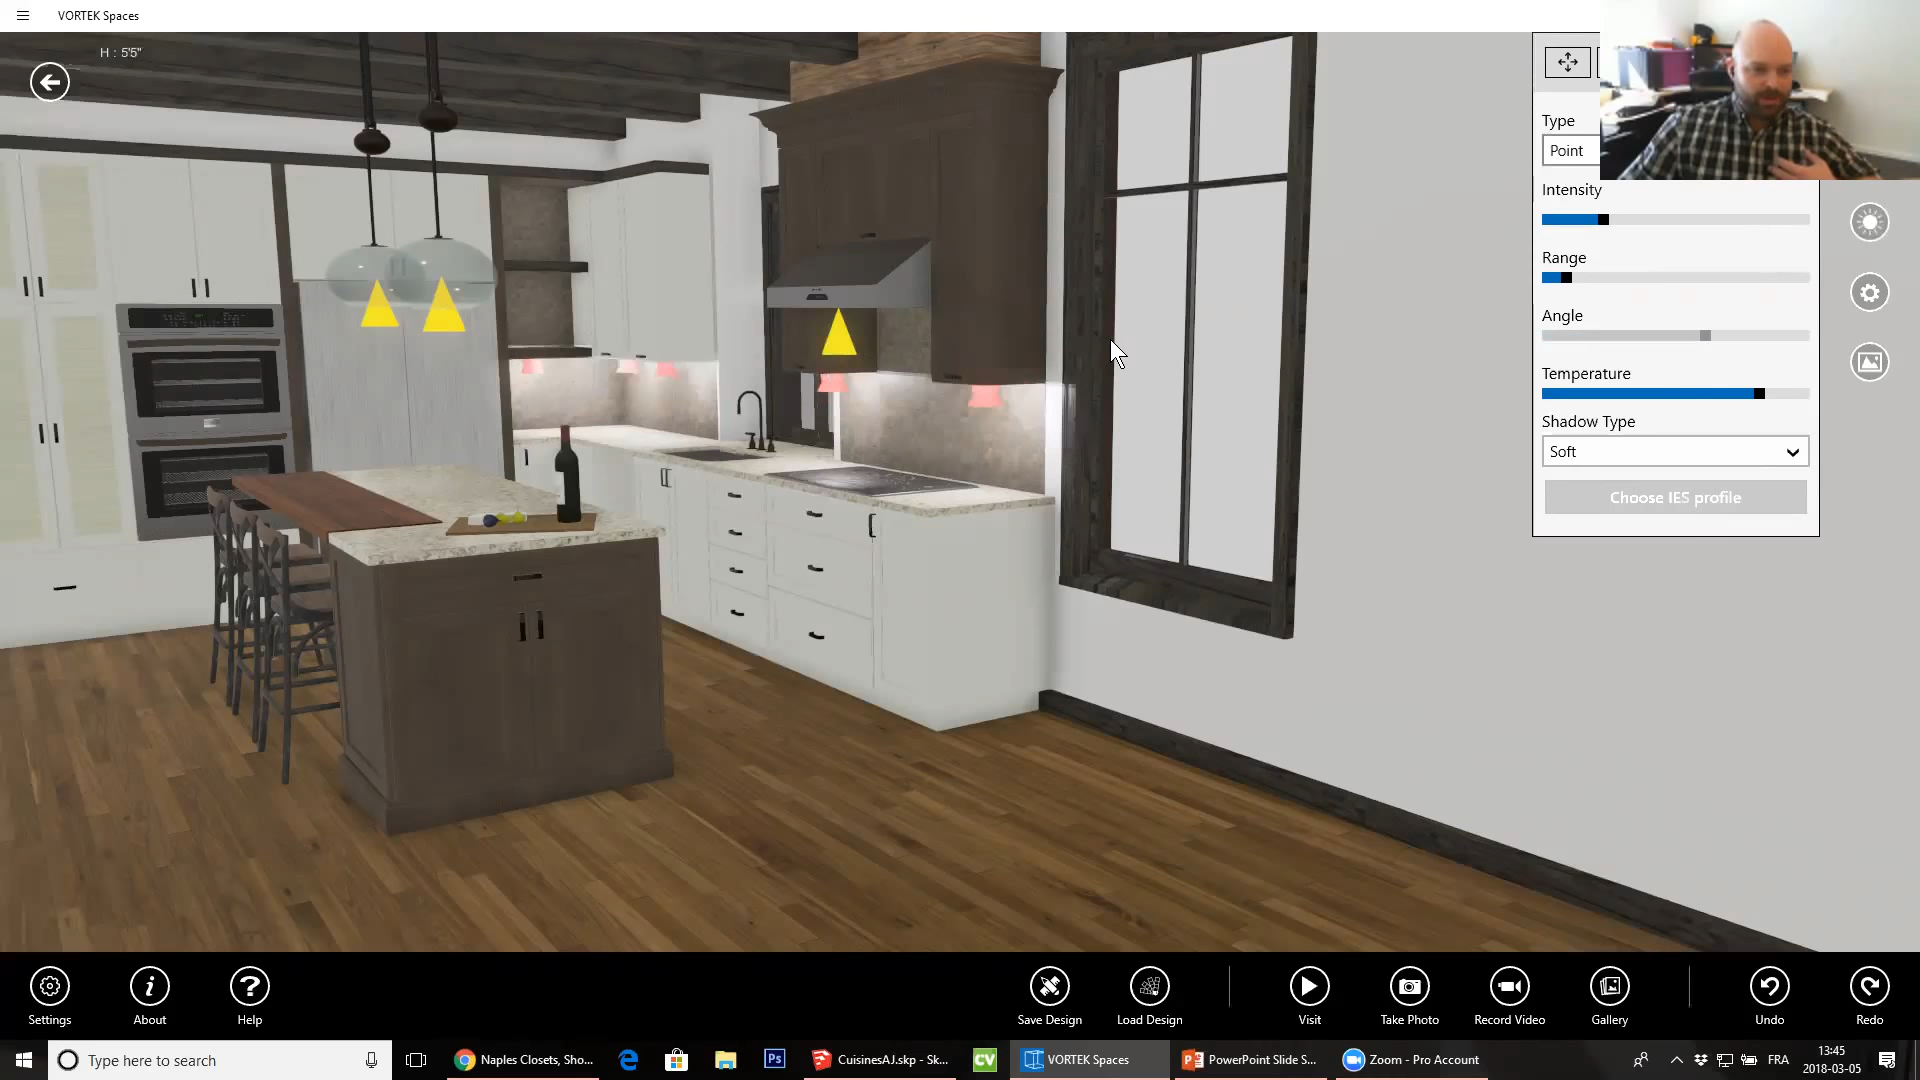 VORTEK Spaces
H : 5'5"
Type
Point
Intensity
Range
Angle
Temperature
Shadow Type
Soft
Choose IES profile
Settings
About
Help
Save Design
Load Design
Visit
Take Photo
Record Video
Gallery
Undo
Redo
Type here to search
Naples Closets, Sho...
Ps
CuisinesAJ.skp - Sk...
CV
VORTEK Spaces
PowerPoint Slide S...
Zoom - Pro Account
FRA
13:45
2018-03-05